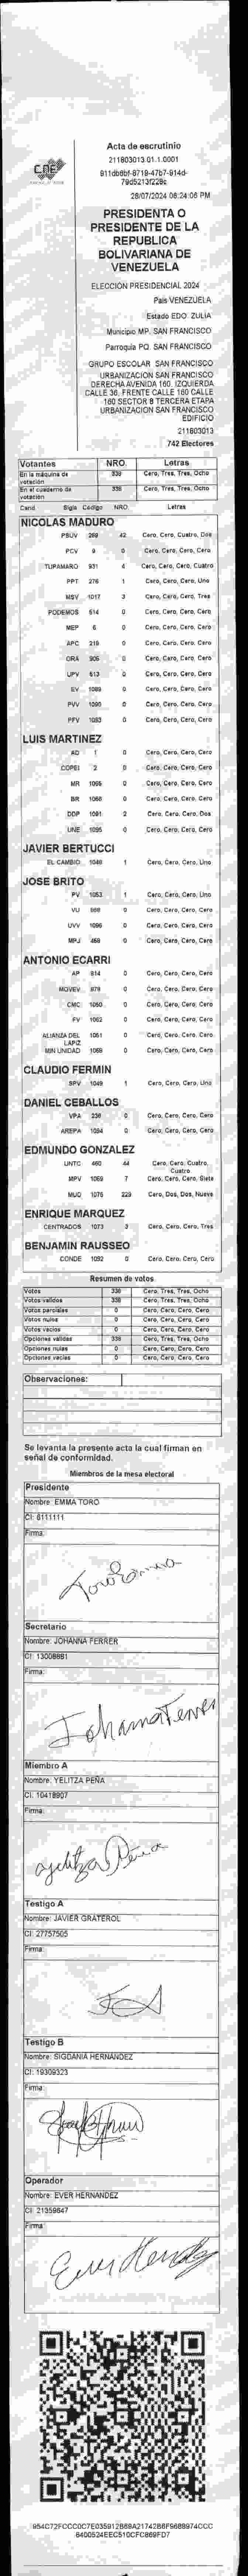 CNE
Acta de escrutinio
211803013.01.1.0001
911db8bf-8719-47b7-914d-
79d5213f228c
28/07/2024 06:24:06 PM
PRESIDENTA O
PRESIDENTE DE LA
REPUBLICA
BOLIVARIANA DE
VENEZUELA
ELECCIÓN PRESIDENCIAL 2024
País VENEZUELA
Estado EDO. ZULIA
Municipio MP. SAN FRANCISCO
Parroquia PQ. SAN FRANCISCO
GRUPO ESCOLAR SAN FRANCISCO
URBANIZACION SAN FRANCISCO
DERECHA AVENIDA 160. IZQUIERDA
CALLE 36. FRENTE CALLE 160 CALLE
160 SECTOR 8 TERCERA ETAPA
URBANIZACION SAN FRANCISCO
EDIFICIO
211803013
742 Electores
Votantes NRO. Letras
En la máquina de votación 338 Cero, Tres, Tres, Ocho
En el cuaderno de votación 338 Cero, Tres, Tres, Ocho
Cand. Sigla Código NRO. Letras
NICOLAS MADURO
PSUV 289 42 Cero, Cero, Cuatro, Dos
PCV 9 0 Cero, Cero, Cero, Cero
TUPAMARO 931 4 Cero, Cero, Cero, Cuatro
PPT 276 1 Cero, Cero, Cero, Uno
MSV 1017 3 Cero, Cero, Cero, Tres
PODEMOS 514 0 Cero, Cero, Cero, Cero
MEP 6 0 Cero, Cero, Cero, Cero
APC 219 0 Cero, Cero, Cero, Cero
ORA 905 0 Cero, Cero, Cero, Cero
UPV 613 0 Cero, Cero, Cero, Cero
EV 1089 0 Cero, Cero, Cero, Cero
PVV 1090 0 Cero, Cero, Cero, Cero
PFV 1083 0 Cero, Cero, Cero, Cero
LUIS MARTINEZ
AD 1 0 Cero, Cero, Cero, Cero
COPEI 2 0 Cero, Cero, Cero, Cero
MR 1065 0 Cero, Cero, Cero, Cero
BR 1060 0 Cero, Cero, Cero, Cero
DDP 1091 2 Cero, Cero, Cero, Dos
UNE 1095 0 Cero, Cero, Cero, Cero
JAVIER BERTUCCI
EL CAMBIO 1048 1 Cero, Cero, Cero, Uno
JOSE BRITO
PV 1053 1 Cero, Cero, Cero, Uno
VU 868 0 Cero, Cero, Cero, Cero
UVV 1096 0 Cero, Cero, Cero, Cero
MPJ 468 0 Cero, Cero, Cero, Cero
ANTONIO ECARRI
AP 814 0 Cero, Cero, Cero, Cero
MOVEV 879 0 Cero, Cero, Cero, Cero
CMC 1050 0 Cero, Cero, Cero, Cero
FV 1062 0 Cero, Cero, Cero, Cero
ALIANZA DEL LAPIZ 1051 0 Cero, Cero, Cero, Cero
MIN UNIDAD 1069 0 Cero, Cero, Cero, Cero
CLAUDIO FERMIN
SPV 1049 1 Cero, Cero, Cero, Uno
DANIEL CEBALLOS
VPA 238 0 Cero, Cero, Cero, Cero
AREPA 1094 0 Cero, Cero, Cero, Cero
EDMUNDO GONZALEZ
UNTC 460 44 Cero, Cero, Cuatro, Cuatro
MPV 1069 7 Cero, Cero, Cero, Siete
MUD 1076 229 Cero, Dos, Dos, Nueve
ENRIQUE MARQUEZ
CENTRADOS 1073 3 Cero, Cero, Cero, Tres
BENJAMIN RAUSSEO
CONDE 1092 0 Cero, Cero, Cero, Cero
Resumen de votos
Votos 338 Cero, Tres, Tres, Ocho
Votos validos 338 Cero, Tres, Tres, Ocho
Votos parciales 0 Cero, Cero, Cero, Cero
Votos nulos 0 Cero, Cero, Cero, Cero
Votos vacios 0 Cero, Cero, Cero, Cero
Opciones validas 338 Cero, Tres, Tres, Ocho
Opciones nulas 0 Cero, Cero, Cero, Cero
Opciones vacias 0 Cero, Cero, Cero, Cero
Observaciones:
Se levanta la presente acta la cual firman en
señal de conformidad.
Miembros de la mesa electoral
Presidente
Nombre: EMMA TORO
CI: 6111111
Firma:
Toro Emma
Secretario
Nombre: JOHANNA FERRER
CI: 13008881
Firma:
Johanna Ferrer
Miembro A
Nombre: YELITZA PEÑA
CI: 10418907
Firma:
Yelitza Peña
Testigo A
Nombre: JAVIER GRATEROL
CI: 27757505
Firma:
Testigo B
Nombre: SIGDANIA HERNANDEZ
CI: 19309323
Firma:
Operador
Nombre: EVER HERNANDEZ
CI: 21359847
Firma:
Ever Hernandez
954C72FCCC0C7E035912B89A21742B6F9688974CCC
8400524EEC510CFC869FD7